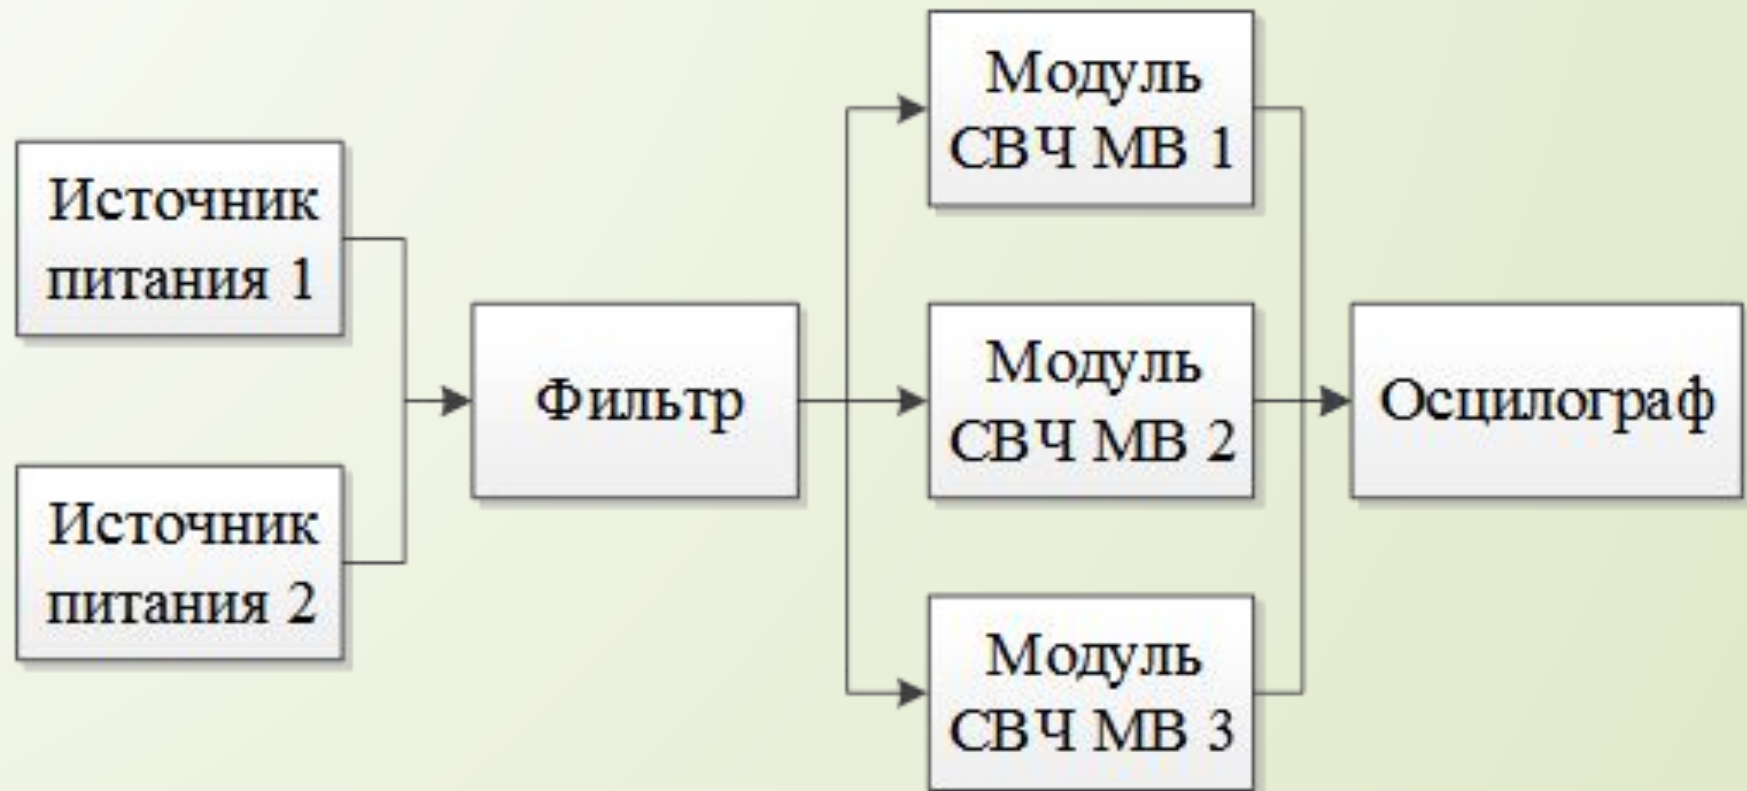 Источник
питания 1
Источник
питания 2
Фильтр
Модуль
СВЧ МВ 1
Модуль
СВЧ МВ 2
Модуль
СВЧ МВ 3
Осцилограф